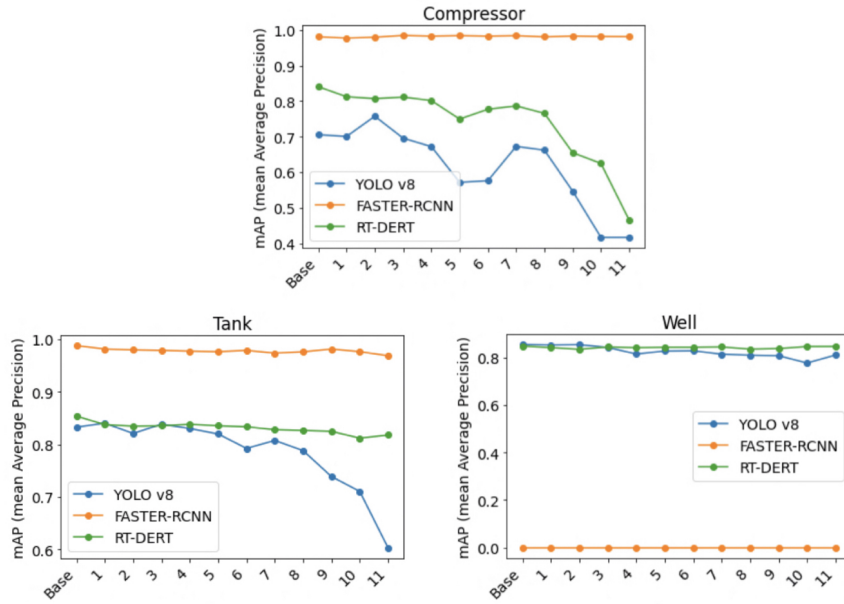 Compressor
mAP (mean Average Precision)
1.0
0.9
0.8
0.7
0.6
0.5
0.4
YOLO v8
FASTER-RCNN
RT-DERT
Base 1 2 3 4 5 6 7 8 9 10 11
Tank
mAP (mean Average Precision)
1.0
0.9
0.8
0.7
0.6
YOLO v8
FASTER-RCNN
RT-DERT
Base 1 2 3 4 5 6 7 8 9 10 11
Well
mAP (mean Average Precision)
0.8
0.6
0.4
0.2
0.0
YOLO v8
FASTER-RCNN
RT-DERT
Base 1 2 3 4 5 6 7 8 9 10 11